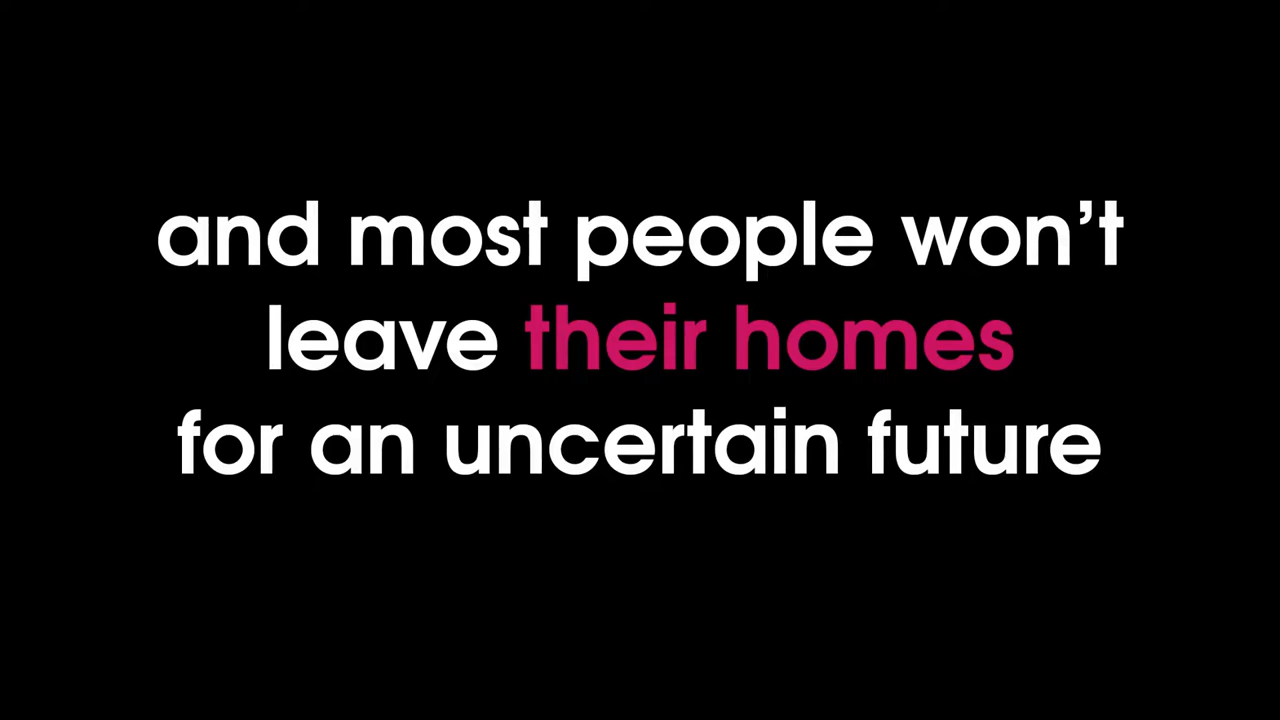 and most people won’t
leave their homes
for an uncertain future